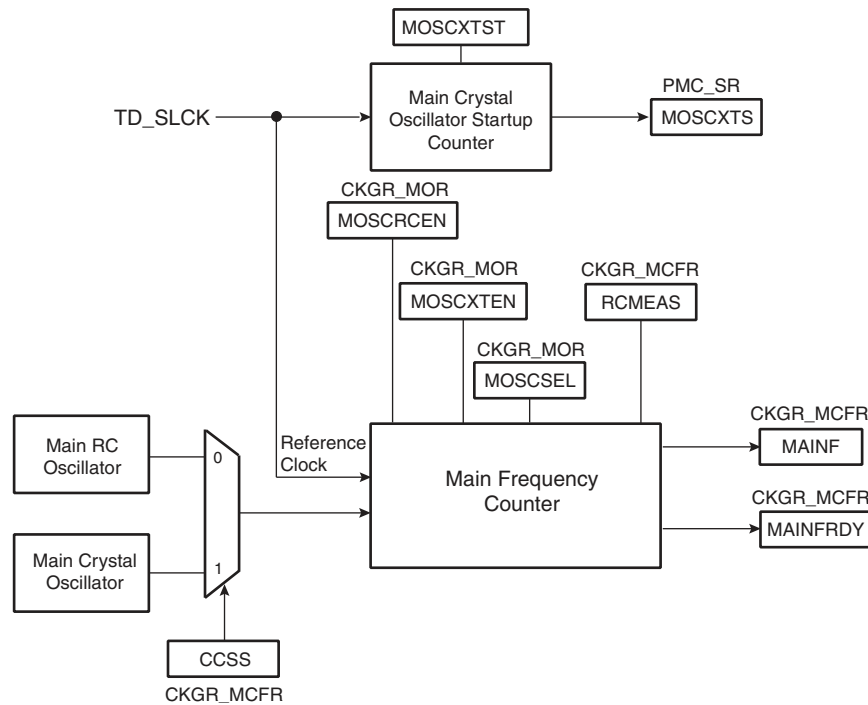 MOSCXTST
Main Crystal
Oscillator Startup
Counter
PMC_SR
MOSCXTS
TD_SLCK
CKGR_MOR
MOSCRCEN
CKGR_MOR
MOSCXTEN
CKGR_MCFR
RCMEAS
CKGR_MOR
MOSCSEL
Main RC
Oscillator
0
Reference
Clock
Main Frequency
Counter
CKGR_MCFR
MAINF
CKGR_MCFR
MAINFRDY
Main Crystal
Oscillator
1
CCSS
CKGR_MCFR